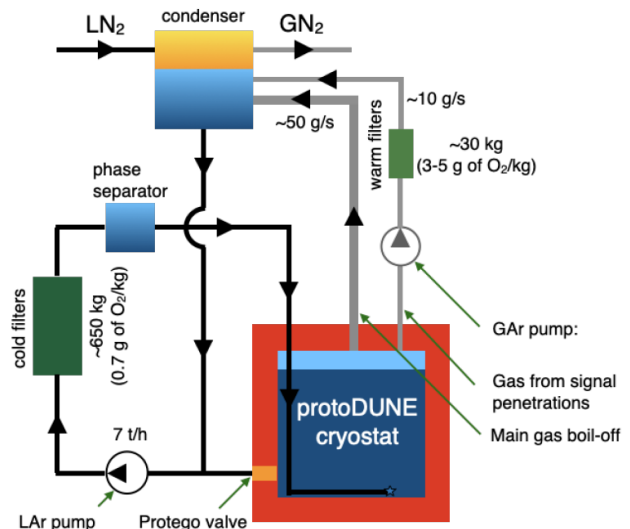 condenser
LN₂
GN₂
~10 g/s
~50 g/s
warm filters
~30 kg
(3-5 g of O₂/kg)
phase
separator
cold filters
~650 kg
(0.7 g of O₂/kg)
GAr pump:
Gas from signal
penetrations
Main gas boil-off
protoDUNE
cryostat
7 t/h
LAr pump
Protego valve